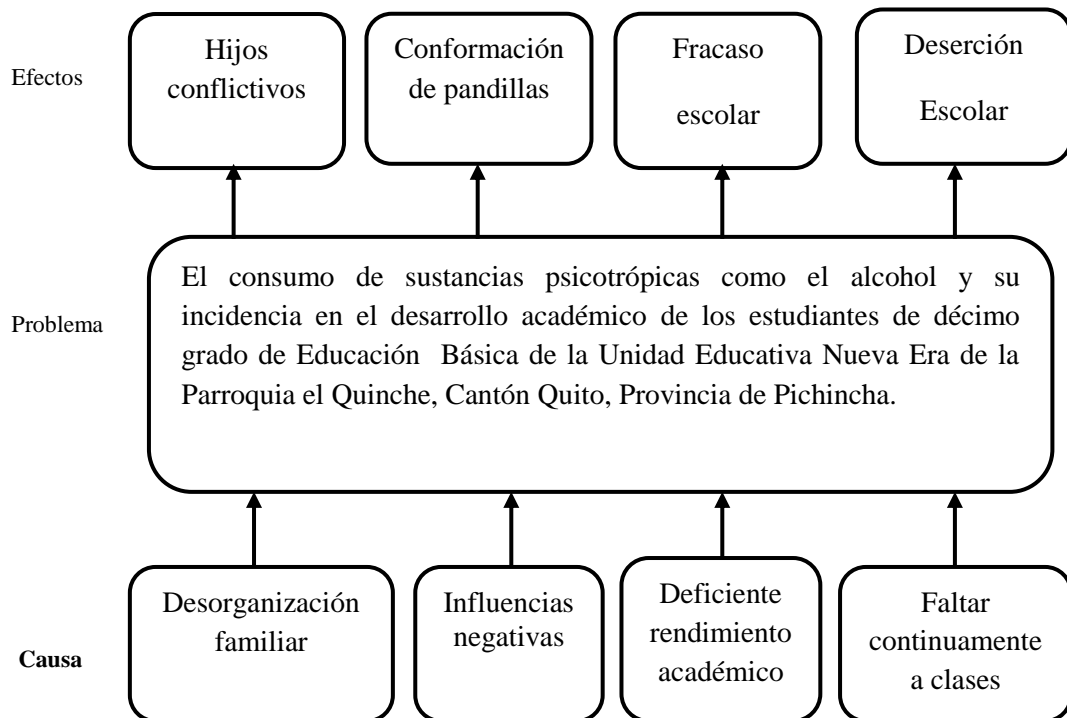 Efectos
Hijos
conflictivos
Conformación
de pandillas
Fracaso
escolar
Deserción
Escolar
Problema
El consumo de sustancias psicotrópicas como el alcohol y su
incidencia en el desarrollo académico de los estudiantes de décimo
grado de Educación Básica de la Unidad Educativa Nueva Era de la
Parroquia el Quinche, Cantón Quito, Provincia de Pichincha.
Causa
Desorganización
familiar
Influencias
negativas
Deficiente
rendimiento
académico
Faltar
continuamente
a clases